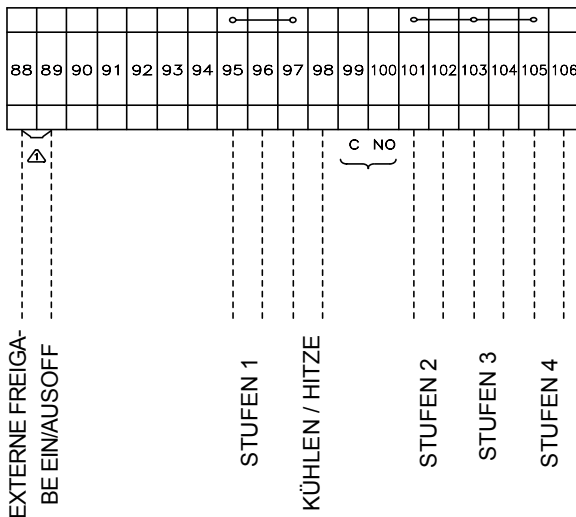 88 89 90 91 92 93 94 95 96 97 98 99 100 101 102 103 104 105 106
1
C NO
EXTERNE FREIGA-
BE EIN/AUSOFF
STUFEN 1
KÜHLEN / HITZE
STUFEN 2
STUFEN 3
STUFEN 4